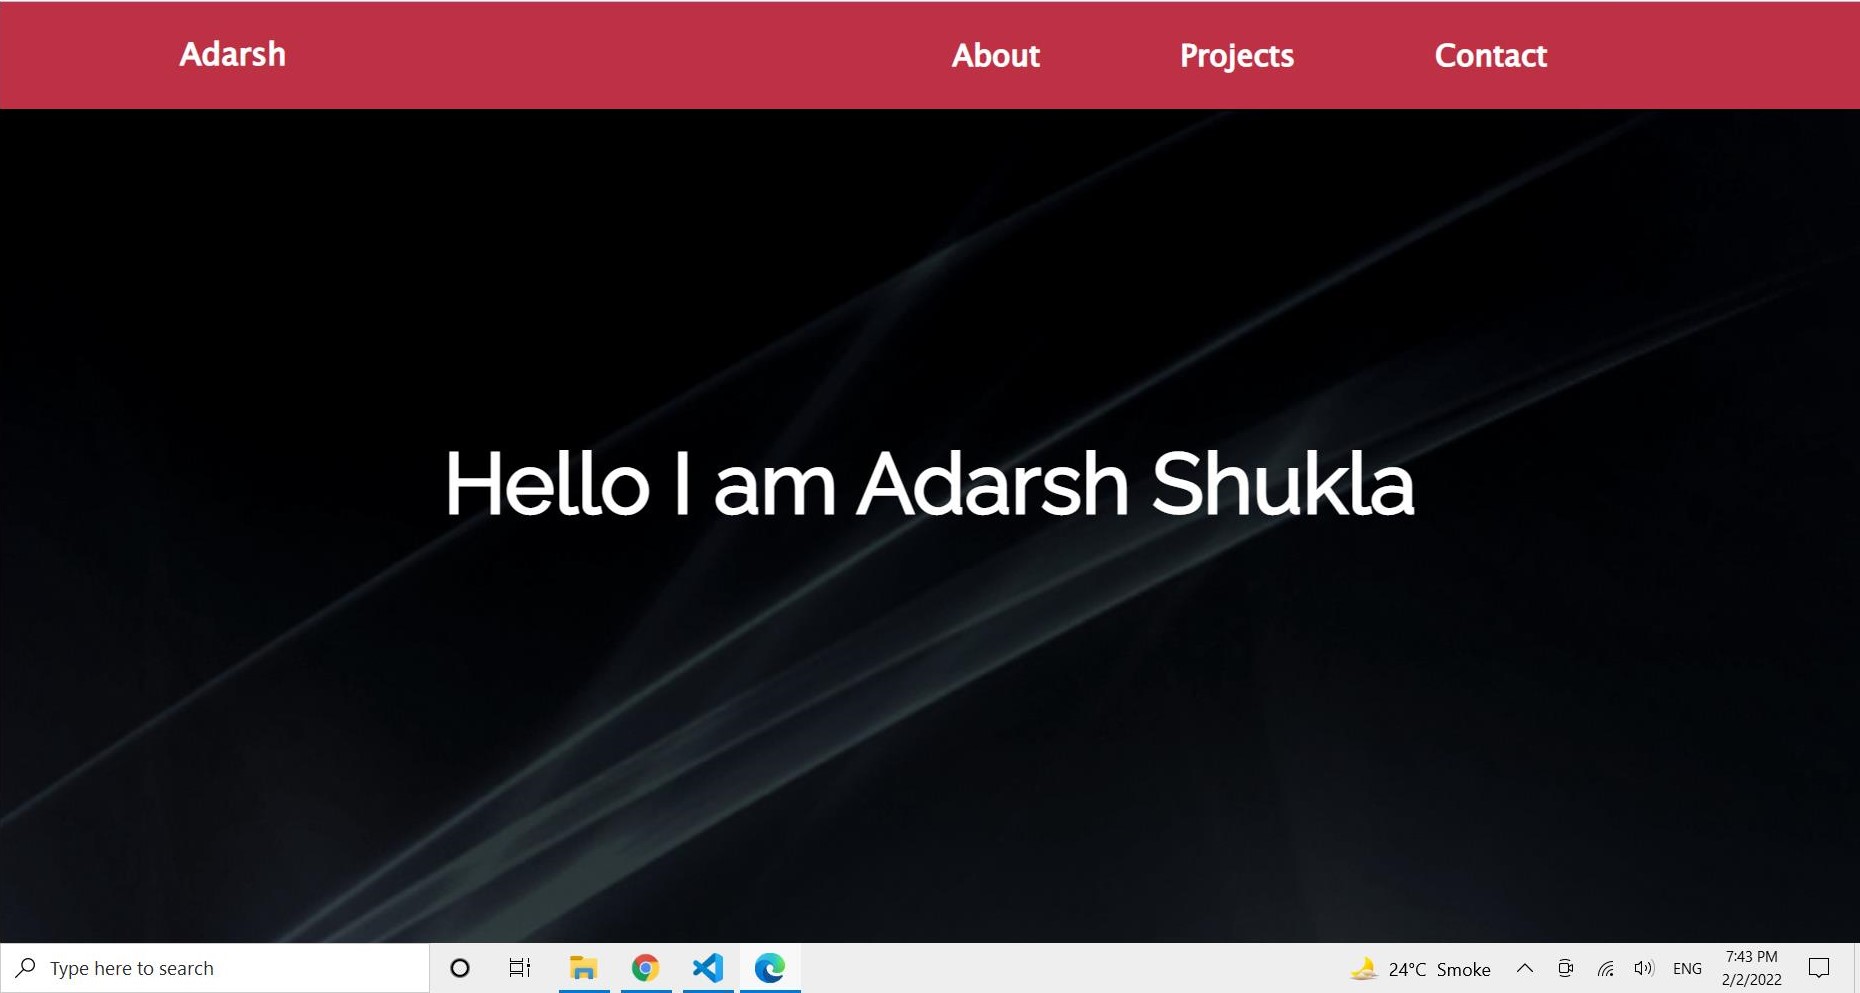 Adarsh About Projects Contact
Hello I am Adarsh Shukla
Type here to search
24°C Smoke
ENG
7:43 PM
2/2/2022